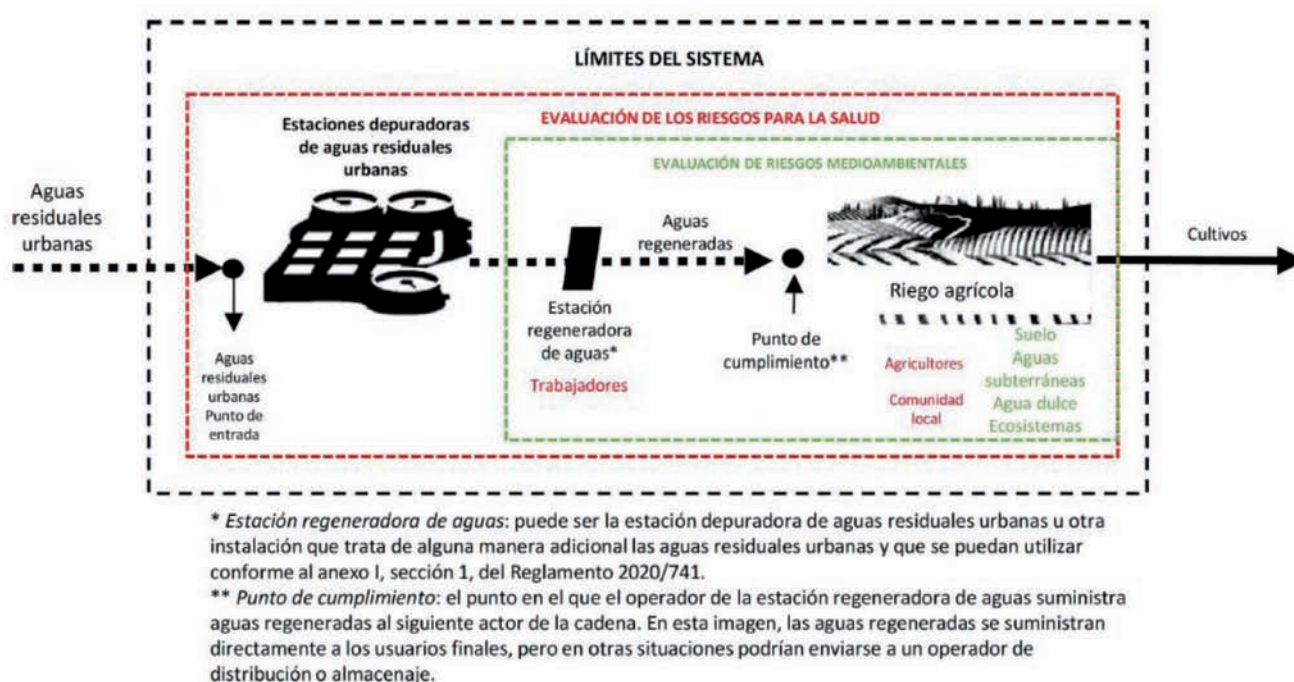 LÍMITES DEL SISTEMA
EVALUACIÓN DE LOS RIESGOS PARA LA SALUD
Estaciones depuradoras
de aguas residuales
urbanas
EVALUACIÓN DE RIESGOS MEDIOAMBIENTALES
Aguas
residuales
urbanas
Aguas
regeneradas
Cultivos
Riego agrícola
Estación
regeneradora
de aguas*
Trabajadores
Punto de
cumplimiento**
Aguas
residuales
urbanas
Punto de
entrada
Agricultores
Comunidad
local
Suelo
Aguas
subterráneas
Agua dulce
Ecosistemas
* Estación regeneradora de aguas: puede ser la estación depuradora de aguas residuales urbanas u otra
instalación que trata de alguna manera adicional las aguas residuales urbanas y que se puedan utilizar
conforme al anexo I, sección 1, del Reglamento 2020/741.
** Punto de cumplimiento: el punto en el que el operador de la estación regeneradora de aguas suministra
aguas regeneradas al siguiente actor de la cadena. En esta imagen, las aguas regeneradas se suministran
directamente a los usuarios finales, pero en otras situaciones podrían enviarse a un operador de
distribución o almacenaje.